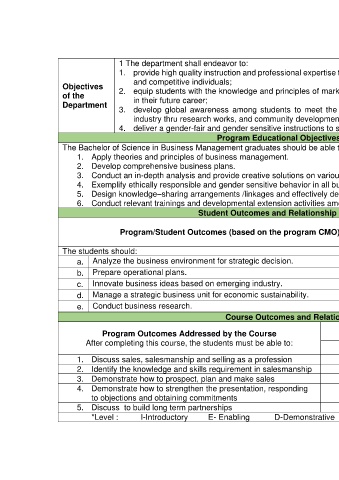 1 The department shall endeavor to:
Objectives
of the
Department
1. provide high quality instruction and professional expertise
and competitive individuals;
2. equip students with the knowledge and principles of mark
in their future career;
3. develop global awareness among students to meet the
industry thru research works, and community developmen
4. deliver a gender-fair and gender sensitive instructions to s
Program Educational Objectives
The Bachelor of Science in Business Management graduates should be able t
1. Apply theories and principles of business management.
2. Develop comprehensive business plans.
3. Conduct an in-depth analysis and provide creative solutions on variou
4. Exemplify ethically responsible and gender sensitive behavior in all bu
5. Design knowledge–sharing arrangements /linkages and effectively de
6. Conduct relevant trainings and developmental extension activities am
Student Outcomes and Relationship
Program/Student Outcomes (based on the program CMO)
The students should:
a. Analyze the business environment for strategic decision.
b. Prepare operational plans.
c. Innovate business ideas based on emerging industry.
d. Manage a strategic business unit for economic sustainability.
e. Conduct business research.
Course Outcomes and Relatio
Program Outcomes Addressed by the Course
After completing this course, the students must be able to:
1. Discuss sales, salesmanship and selling as a profession
2. Identify the knowledge and skills requirement in salesmanship
3. Demonstrate how to prospect, plan and make sales
4. Demonstrate how to strengthen the presentation, responding
to objections and obtaining commitments
5. Discuss to build long term partnerships
*Level : I-Introductory E- Enabling D-Demonstrative